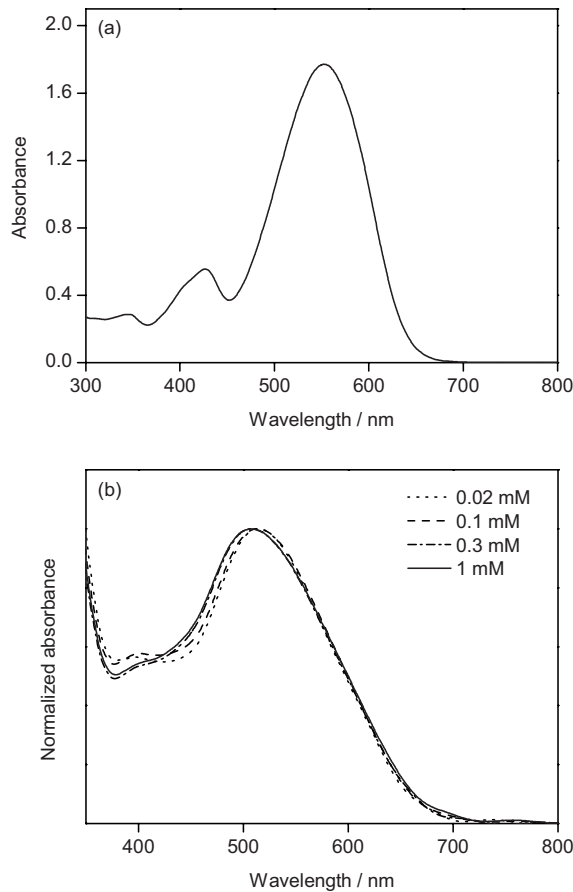 (a)
2.0
1.6
1.2
0.8
0.4
0.0
Absorbance
300 400 500 600 700 800
Wavelength / nm
(b)
0.02 mM
0.1 mM
0.3 mM
1 mM
Normalized absorbance
400 500 600 700 800
Wavelength / nm